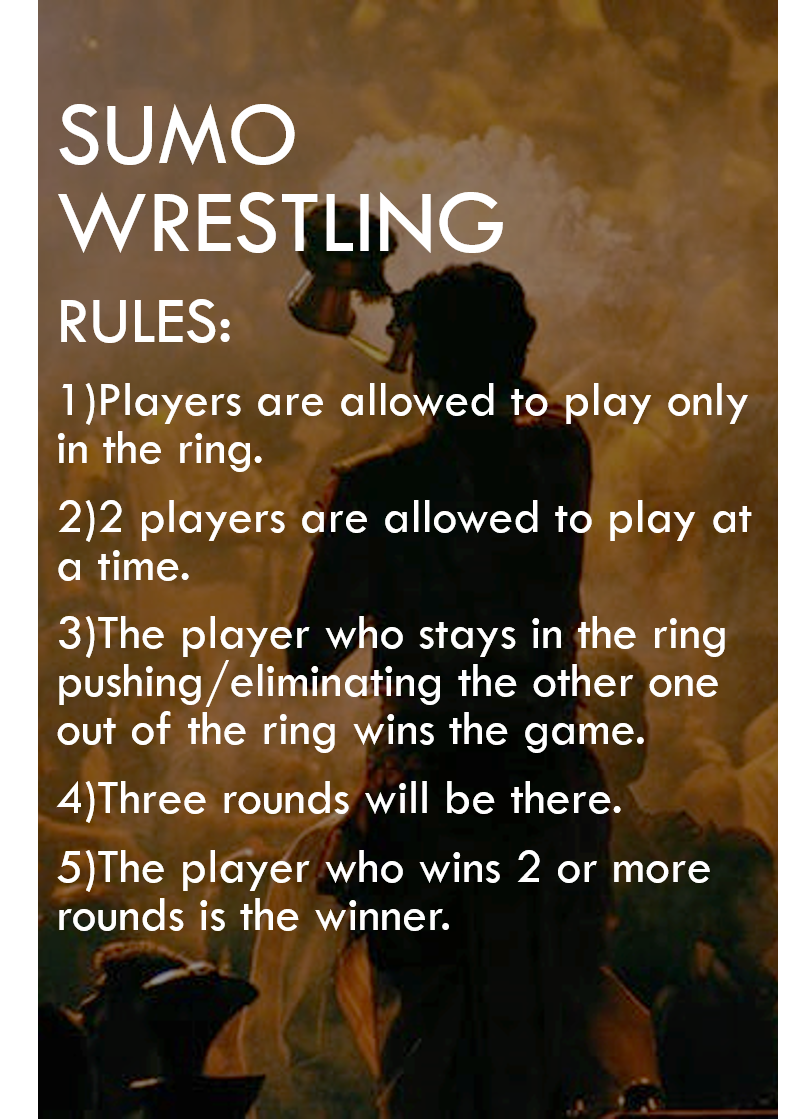 SUMO
WRESTLING
RULES:
1)Players are allowed to play only
in the ring.
2)2 players are allowed to play at
a time.
3)The player who stays in the ring
pushing/eliminating the other one
out of the ring wins the game.
4)Three rounds will be there.
5)The player who wins 2 or more
rounds is the winner.